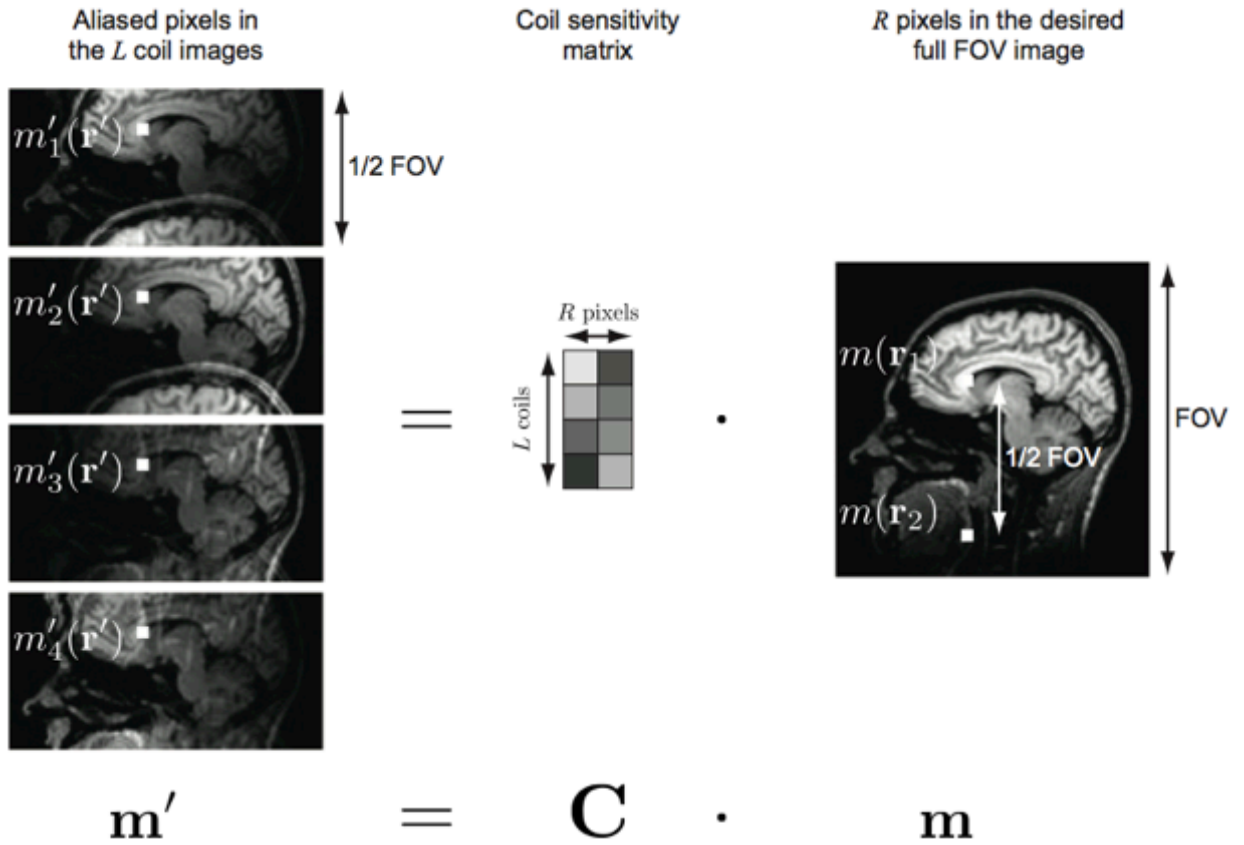 Aliased pixels in
the L coil images
Coil sensitivity
matrix
R pixels in the desired
full FOV image
m′₁(r′)
1/2 FOV
m′₂(r′)
m′₃(r′)
m′₄(r′)
=
R pixels
L coils
·
m(r₁)
1/2 FOV
m(r₂)
FOV
m′ = C · m